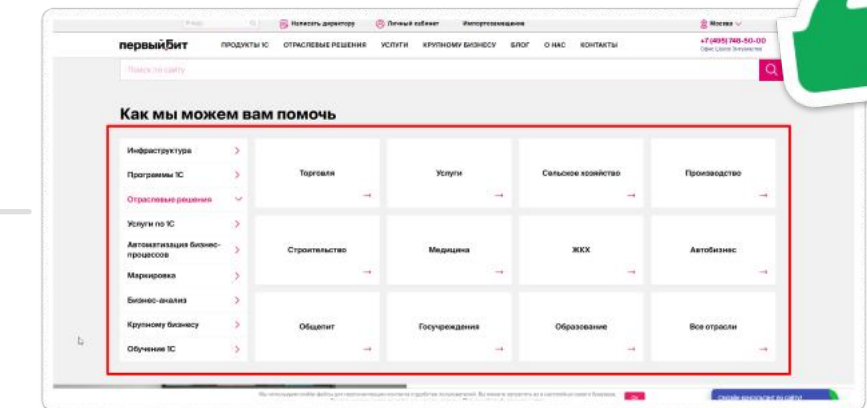 Написать директору
Личный кабинет
Импортозамещение
Москва
первый Бит
ПРОДУКТЫ 1С
ОТРАСЛЕВЫЕ РЕШЕНИЯ
УСЛУГИ
КРУПНОМУ БИЗНЕСУ
БЛОГ
О НАС
КОНТАКТЫ
+7 (495) 748-50-00
Поиск по сайту
Как мы можем вам помочь
Инфраструктура
Программы 1С
Отраслевые решения
Услуги по 1С
Автоматизация бизнес-
процессов
Маркировка
Бизнес-анализ
Крупному бизнесу
Обучение 1С
Торговля
Услуги
Сельское хозяйство
Производство
Строительство
Медицина
ЖКХ
Автобизнес
Общепит
Госучреждения
Образование
Все отрасли